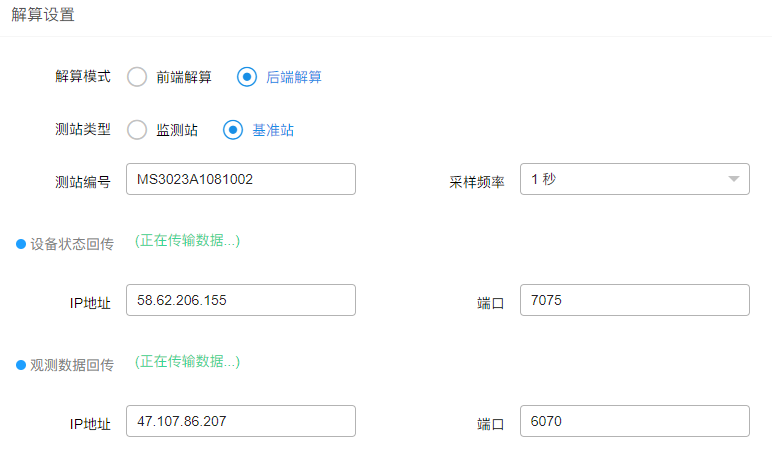 解算设置
解算模式 前端解算 后端解算
测站类型 监测站 基准站
测站编号 MS3023A1081002 采样频率 1 秒
设备状态回传 (正在传输数据...)
IP地址 58.62.206.155 端口 7075
观测数据回传 (正在传输数据...)
IP地址 47.107.86.207 端口 6070